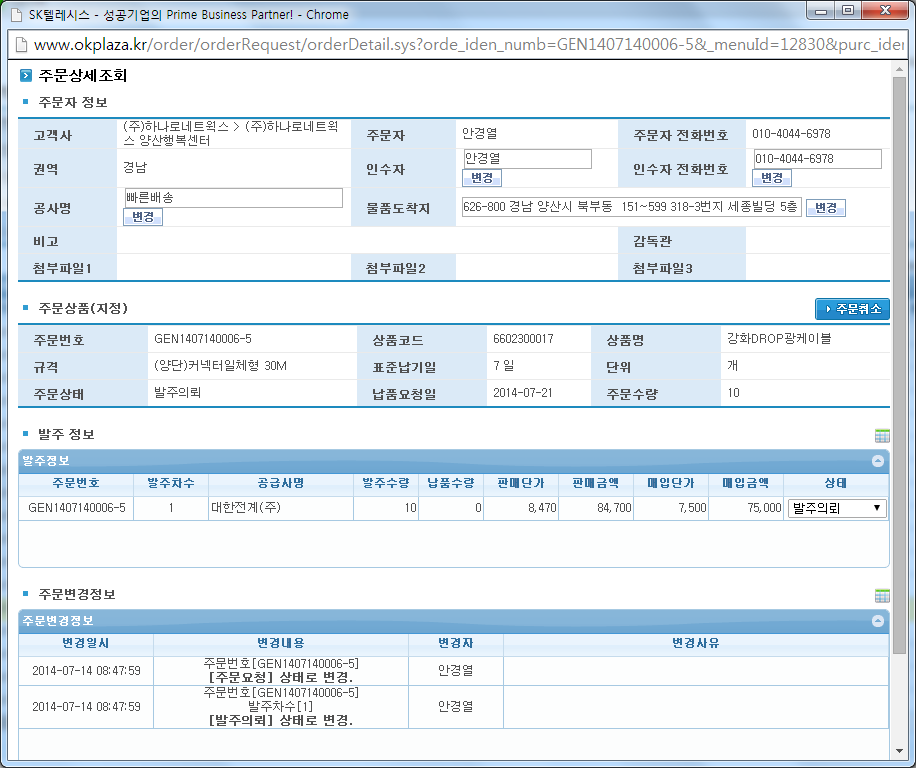 SK텔레시스 - 성공기업의 Prime Business Partner! - Chrome
www.okplaza.kr/order/orderRequest/orderDetail.sys?orde_iden_numb=GEN1407140006-5&_menuId=12830&purc_iden
주문상세조회
주문자 정보
고객사 (주)하나로네트웍스 > (주)하나로네트웍스 양산행복센터 주문자 안경열 주문자 전화번호 010-4044-6978
권역 경남 인수자 안경열 변경 인수자 전화번호 010-4044-6978 변경
공사명 빠른배송 변경 물품도착지 626-800 경남 양산시 북부동 151~599 318-3번지 세종빌딩 5층 변경
비고 감독관
첨부파일1 첨부파일2 첨부파일3
주문상품(지정) 주문취소
주문번호 GEN1407140006-5 상품코드 6602300017 상품명 강화DROP광케이블
규격 (양단)커넥터일체형 30M 표준납기일 7 일 단위 개
주문상태 발주의뢰 납품요청일 2014-07-21 주문수량 10
발주 정보
발주정보
주문번호 발주차수 공급사명 발주수량 납품수량 판매단가 판매금액 매입단가 매입금액 상태
GEN1407140006-5 1 대한전계(주) 10 0 8,470 84,700 7,500 75,000 발주의뢰
주문변경정보
주문변경정보
변경일시 변경내용 변경자 변경사유
2014-07-14 08:47:59 주문번호[GEN1407140006-5] 안경열
[주문요청] 상태로 변경.
2014-07-14 08:47:59 주문번호[GEN1407140006-5] 안경열
발주차수[1]
[발주의뢰] 상태로 변경.